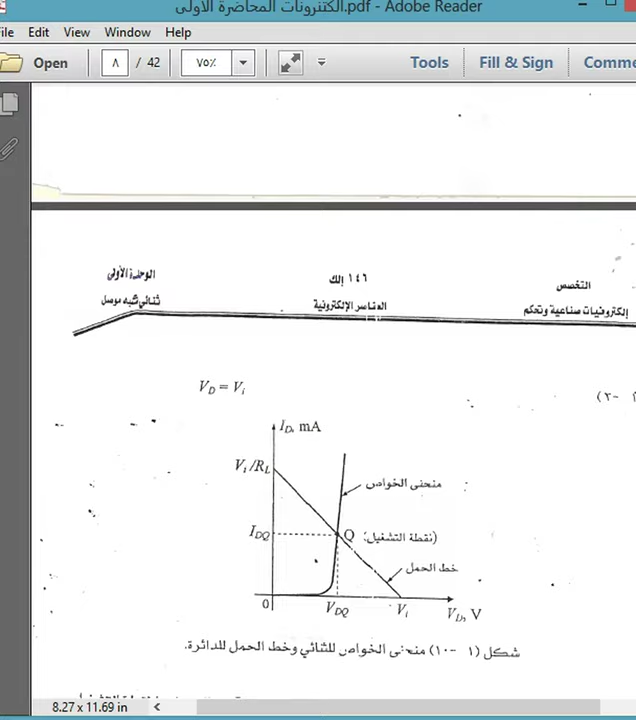 الكتنرونات المحاضرة الاولى.pdf - Adobe Reader
File Edit View Window Help
Open ٨ / 42 ٧٥% Tools Fill & Sign Comme
التخصص ١٤٦ إلك الوحدة الأولى
إلكترونيات صناعية وتحكم العناصر الإلكترونية ثنائي شبه موصل
V_D = V_i
I_D, mA
V_i /R_L
منحنى الخواص
I_DQ
Q (نقطة التشغيل)
خط الحمل
0 V_DQ V_i V_D, V
شكل (١ -١٠) منحنى الخواص للثنائي وخط الحمل للدائرة.
8.27 x 11.69 in